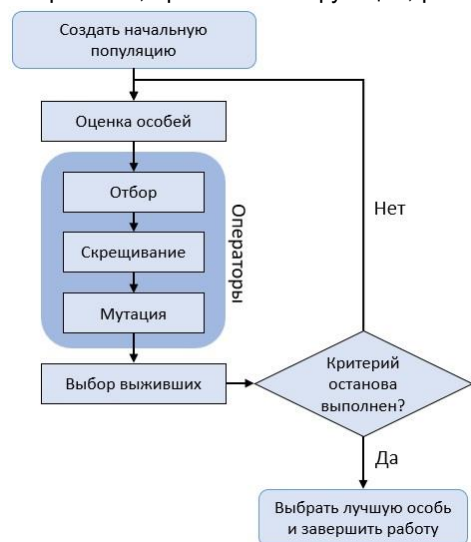 Создать начальную
популяцию
Оценка особей
Отбор
Скрещивание
Мутация
Операторы
Выбор выживших
Критерий
останова
выполнен?
Нет
Да
Выбрать лучшую особь
и завершить работу